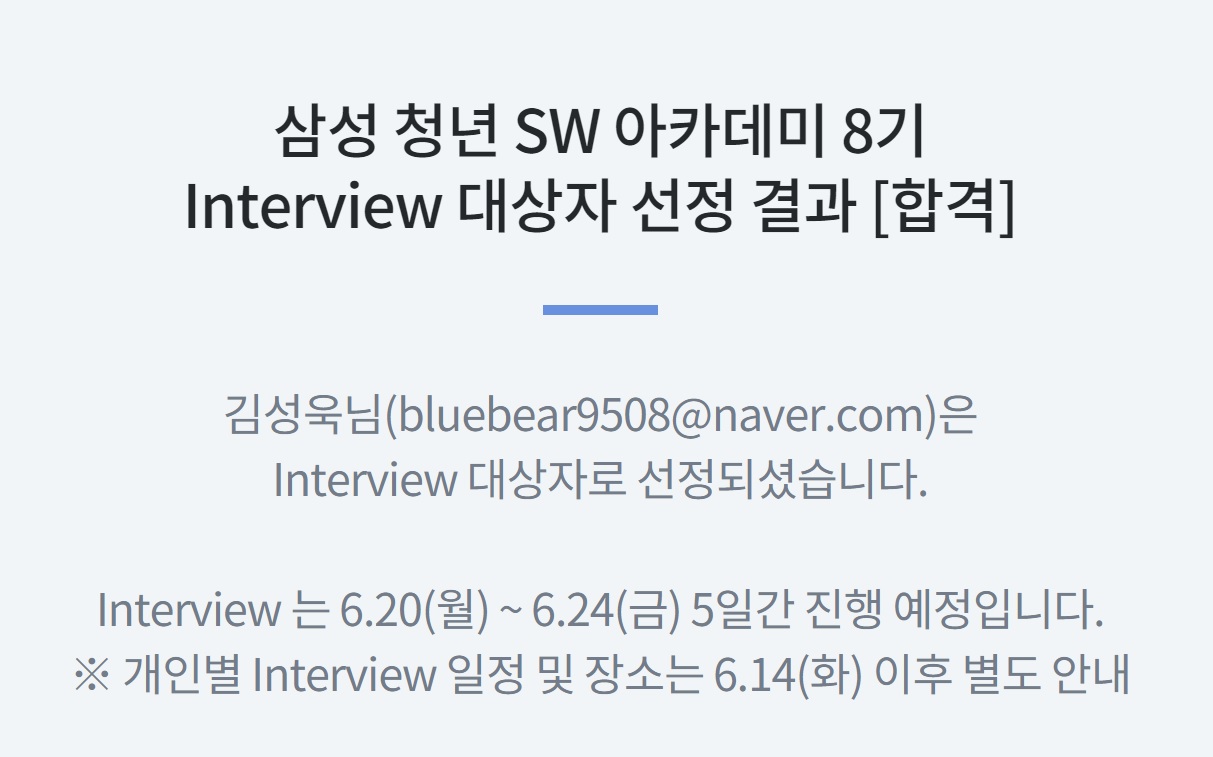 삼성 청년 SW 아카데미 8기
Interview 대상자 선정 결과 [합격]
김성욱님(bluebear9508@naver.com)은
Interview 대상자로 선정되셨습니다.
Interview 는 6.20(월) ~ 6.24(금) 5일간 진행 예정입니다.
※ 개인별 Interview 일정 및 장소는 6.14(화) 이후 별도 안내